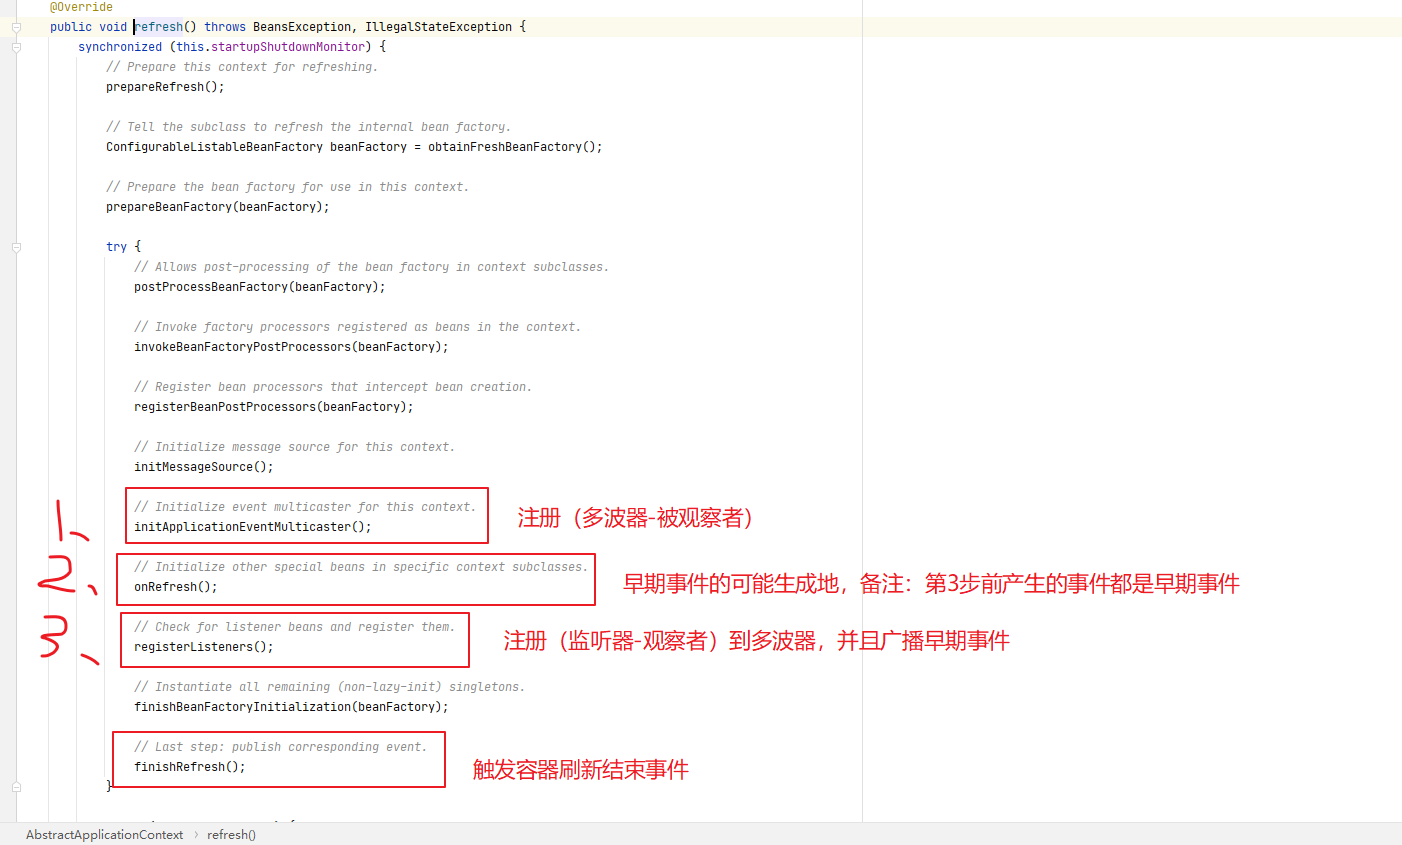 @Override
public void refresh() throws BeansException, IllegalStateException {
synchronized (this.startupShutdownMonitor) {
// Prepare this context for refreshing.
prepareRefresh();
// Tell the subclass to refresh the internal bean factory.
ConfigurableListableBeanFactory beanFactory = obtainFreshBeanFactory();
// Prepare the bean factory for use in this context.
prepareBeanFactory(beanFactory);
try {
// Allows post-processing of the bean factory in context subclasses.
postProcessBeanFactory(beanFactory);
// Invoke factory processors registered as beans in the context.
invokeBeanFactoryPostProcessors(beanFactory);
// Register bean processors that intercept bean creation.
registerBeanPostProcessors(beanFactory);
// Initialize message source for this context.
initMessageSource();
1、
// Initialize event multicaster for this context.
initApplicationEventMulticaster();
注册（多波器-被观察者）
2、
// Initialize other special beans in specific context subclasses.
onRefresh();
早期事件的可能生成地，备注：第3步前产生的事件都是早期事件
3、
// Check for listener beans and register them.
registerListeners();
注册（监听器-观察者）到多波器，并且广播早期事件
// Instantiate all remaining (non-lazy-init) singletons.
finishBeanFactoryInitialization(beanFactory);
// Last step: publish corresponding event.
finishRefresh();
触发容器刷新结束事件
}
AbstractApplicationContext › refresh()